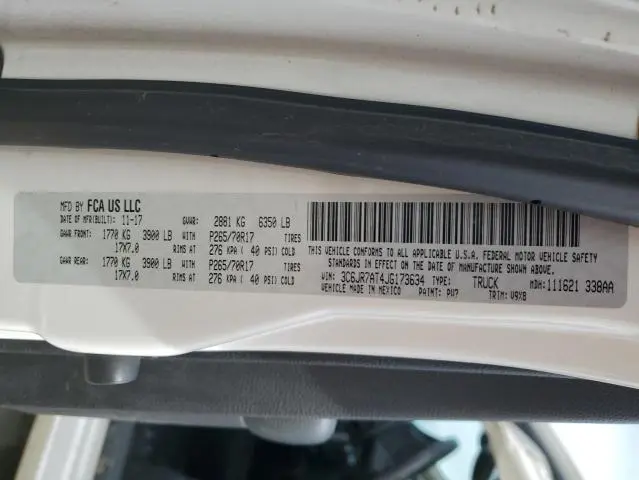 MFD BY FCA US LLC
DATE OF MFR(BUILT): 11-17 GVWR: 2881 KG 6350 LB
GAWR FRONT: 1770 KG 3900 LB WITH P265/70R17 TIRES
17X7.0 RIMS AT 276 KPA ( 40 PSI) COLD
GAWR REAR: 1770 KG 3900 LB WITH P265/70R17 TIRES
17X7.0 RIMS AT 276 KPA ( 40 PSI) COLD
THIS VEHICLE CONFORMS TO ALL APPLICABLE U.S.A. FEDERAL MOTOR VEHICLE SAFETY
STANDARDS IN EFFECT ON THE DATE OF MANUFACTURE SHOWN ABOVE.
VIN: 3C6JR7AT4JG173634 TYPE: TRUCK MDH: 111621 338AA
VEHICLE MADE IN MEXICO PAINT: PW7 TRIM: V9X8